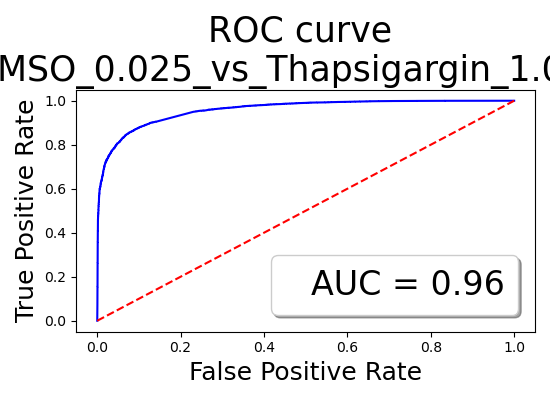 ROC curve
MSO_0.025_vs_Thapsigargin_1.0
True Positive Rate
1.0
0.8
0.6
0.4
0.2
0.0
AUC = 0.96
0.0 0.2 0.4 0.6 0.8 1.0
False Positive Rate